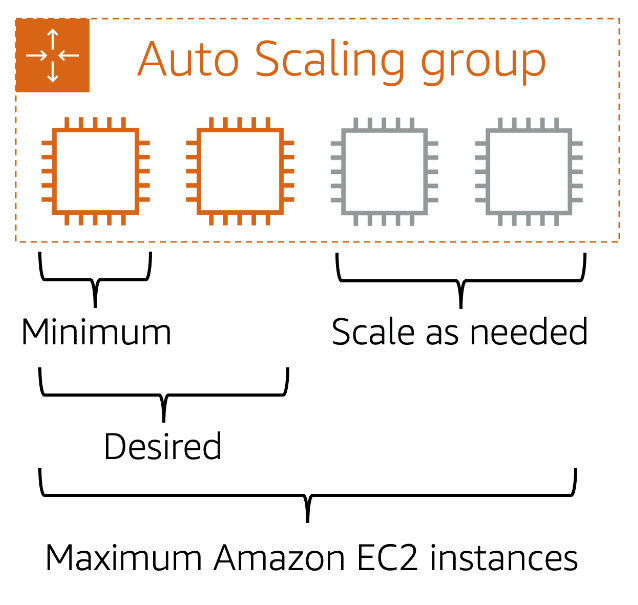 Auto Scaling group
Minimum
Scale as needed
Desired
Maximum Amazon EC2 instances